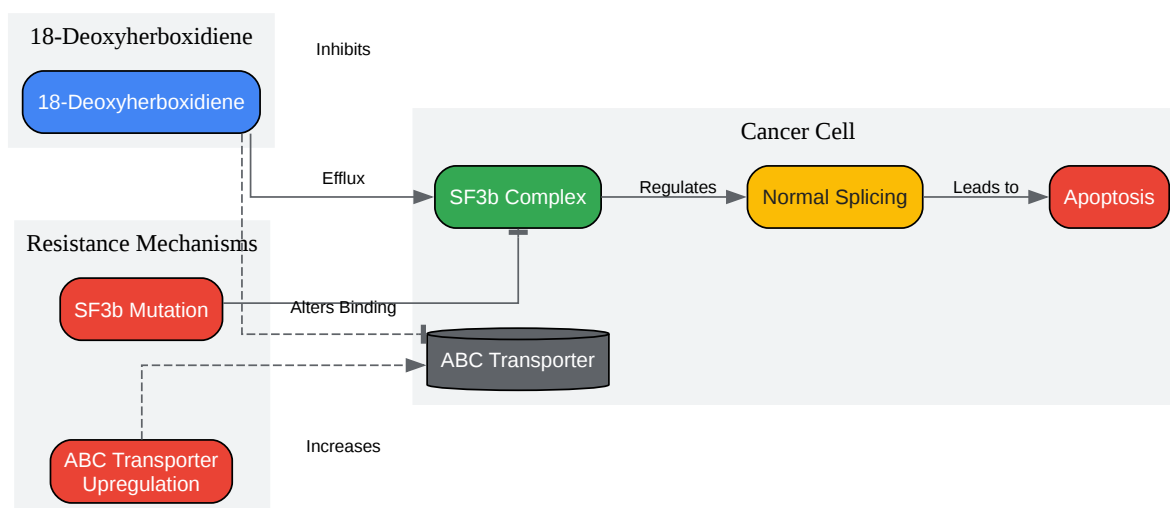 18-Deoxyherboxidiene
Inhibits
18-Deoxyherboxidiene
Cancer Cell
Efflux
SF3b Complex
Regulates
Normal Splicing
Leads to
Apoptosis
Resistance Mechanisms
SF3b Mutation
Alters Binding
ABC Transporter
Increases
ABC Transporter
Upregulation